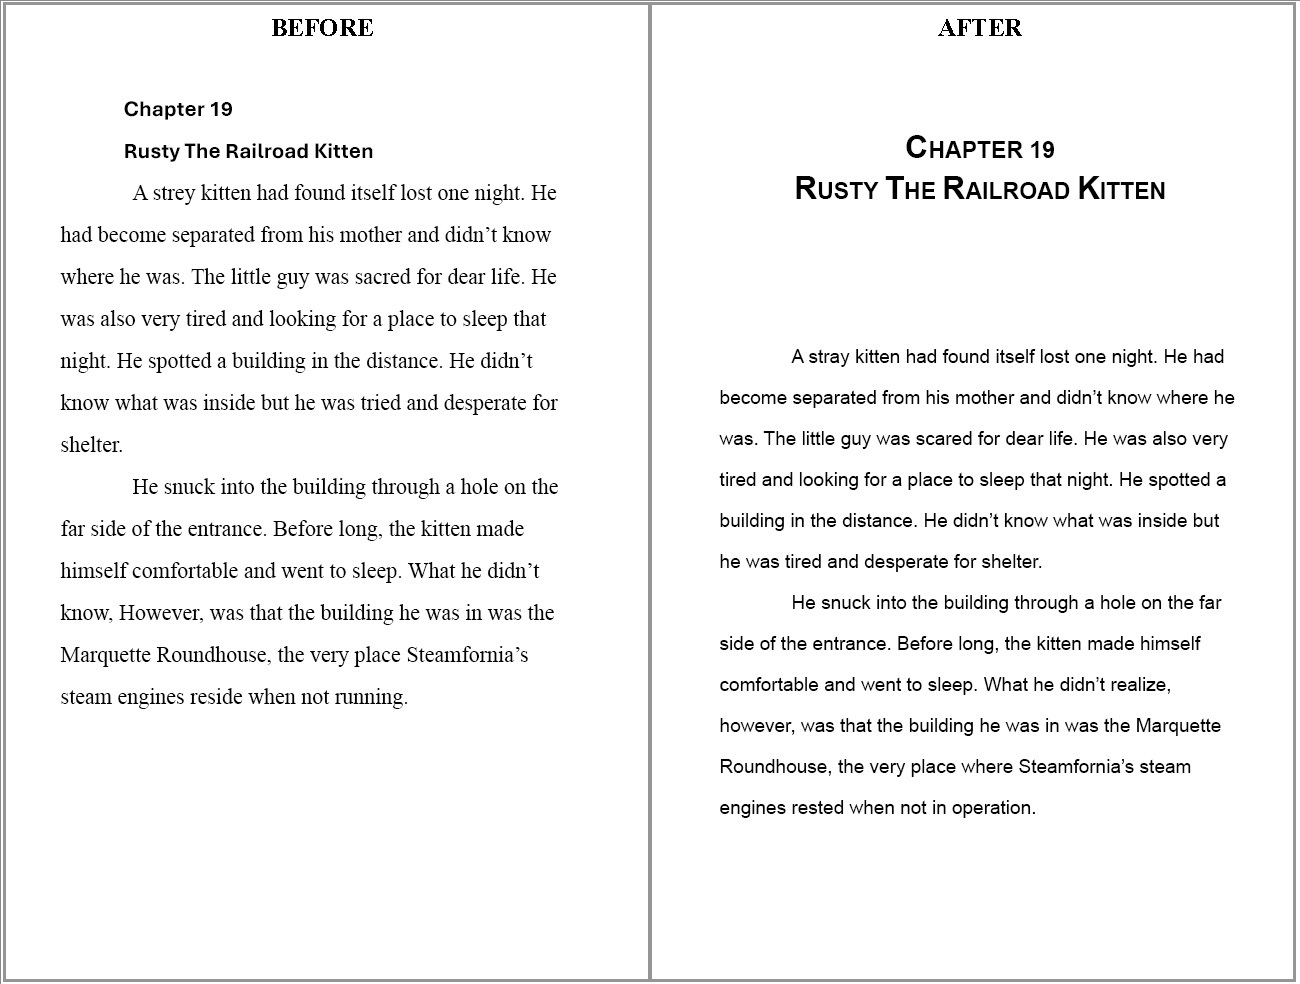 BEFORE
Chapter 19
Rusty The Railroad Kitten
A strey kitten had found itself lost one night. He
had become separated from his mother and didn’t know
where he was. The little guy was sacred for dear life. He
was also very tired and looking for a place to sleep that
night. He spotted a building in the distance. He didn’t
know what was inside but he was tried and desperate for
shelter.
He snuck into the building through a hole on the
far side of the entrance. Before long, the kitten made
himself comfortable and went to sleep. What he didn’t
know, However, was that the building he was in was the
Marquette Roundhouse, the very place Steamfornia’s
steam engines reside when not running.
AFTER
CHAPTER 19
RUSTY THE RAILROAD KITTEN
A stray kitten had found itself lost one night. He had
become separated from his mother and didn’t know where he
was. The little guy was scared for dear life. He was also very
tired and looking for a place to sleep that night. He spotted a
building in the distance. He didn’t know what was inside but
he was tired and desperate for shelter.
He snuck into the building through a hole on the far
side of the entrance. Before long, the kitten made himself
comfortable and went to sleep. What he didn’t realize,
however, was that the building he was in was the Marquette
Roundhouse, the very place where Steamfornia’s steam
engines rested when not in operation.